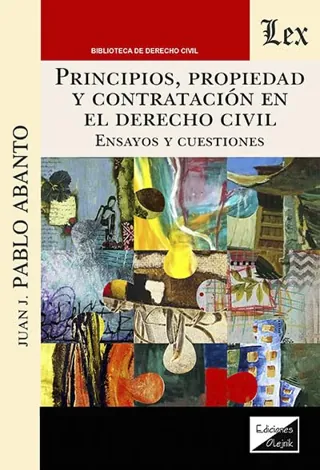 BIBLIOTECA DE DERECHO CIVIL
Lex
PRINCIPIOS, PROPIEDAD
Y CONTRATACIÓN EN
EL DERECHO CIVIL
ENSAYOS Y CUESTIONES
JUAN J. PABLO ABANTO
Ediciones
Olejnik